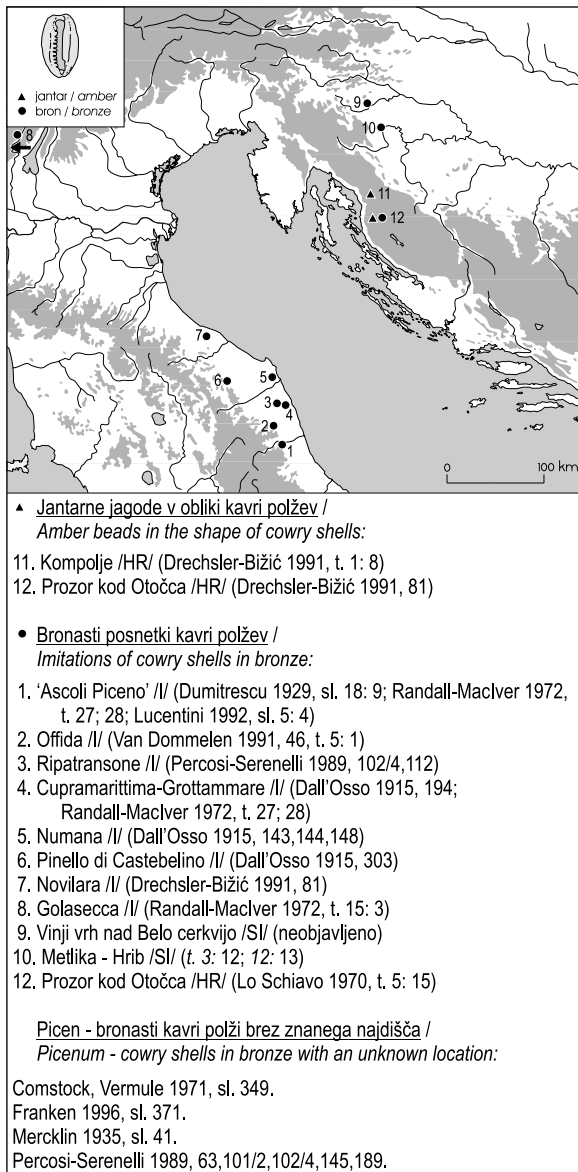 ▲ jantar / amber
● bron / bronze
8
9
10
11
12
7
6
5
3
4
2
1
0 100 km
▲ Jantarne jagode v obliki kavri polžev /
Amber beads in the shape of cowry shells:
11. Kompolje /HR/ (Drechsler-Bižić 1991, t. 1: 8)
12. Prozor kod Otočca /HR/ (Drechsler-Bižić 1991, 81)
● Bronasti posnetki kavri polžev /
Imitations of cowry shells in bronze:
1. ‘Ascoli Piceno’ /I/ (Dumitrescu 1929, sl. 18: 9; Randall-MacIver 1972,
t. 27; 28; Lucentini 1992, sl. 5: 4)
2. Offida /I/ (Van Dommelen 1991, 46, t. 5: 1)
3. Ripatransone /I/ (Percosi-Serenelli 1989, 102/4,112)
4. Cupramarittima-Grottammare /I/ (Dall'Osso 1915, 194;
Randall-MacIver 1972, t. 27; 28)
5. Numana /I/ (Dall'Osso 1915, 143,144,148)
6. Pinello di Castebelino /I/ (Dall'Osso 1915, 303)
7. Novilara /I/ (Drechsler-Bižić 1991, 81)
8. Golasecca /I/ (Randall-MacIver 1972, t. 15: 3)
9. Vinji vrh nad Belo cerkvijo /SI/ (neobjavljeno)
10. Metlika - Hrib /SI/ (t. 3: 12; 12: 13)
12. Prozor kod Otočca /HR/ (Lo Schiavo 1970, t. 5: 15)
Picen - bronasti kavri polži brez znanega najdišča /
Picenum - cowry shells in bronze with an unknown location:
Comstock, Vermule 1971, sl. 349.
Franken 1996, sl. 371.
Mercklin 1935, sl. 41.
Percosi-Serenelli 1989, 63,101/2,102/4,145,189.